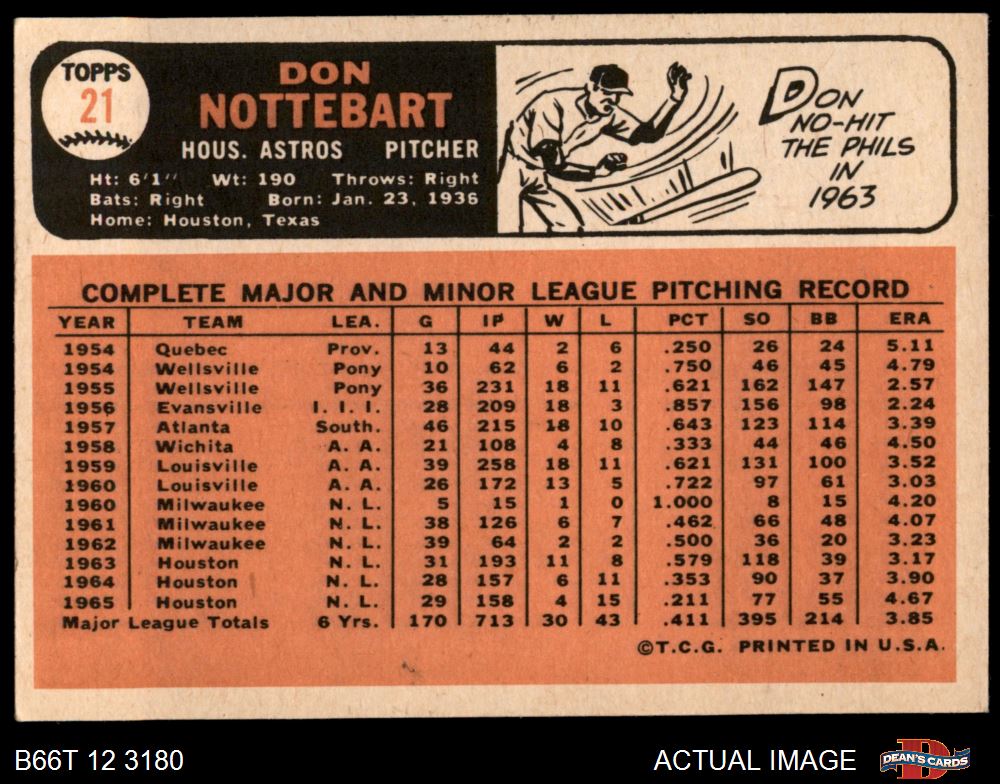 TOPPS
21
DON
NOTTEBART
HOUS. ASTROS PITCHER
Ht: 6'1" Wt: 190 Throws: Right
Bats: Right Born: Jan. 23, 1936
Home: Houston, Texas
DON
NO-HIT
THE PHILS
IN
1963
COMPLETE MAJOR AND MINOR LEAGUE PITCHING RECORD
YEAR TEAM LEA. G IP W L PCT SO BB ERA
1954 Quebec Prov. 13 44 2 6 .250 26 24 5.11
1954 Wellsville Pony 10 62 6 2 .750 46 45 4.79
1955 Wellsville Pony 36 231 18 11 .621 162 147 2.57
1956 Evansville I. I. I. 28 209 18 3 .857 156 98 2.24
1957 Atlanta South. 46 215 18 10 .643 123 114 3.39
1958 Wichita A. A. 21 108 4 8 .333 44 46 4.50
1959 Louisville A. A. 39 258 18 11 .621 131 100 3.52
1960 Louisville A. A. 26 172 13 5 .722 97 61 3.03
1960 Milwaukee N. L. 5 15 1 0 1.000 8 15 4.20
1961 Milwaukee N. L. 38 126 6 7 .462 66 48 4.07
1962 Milwaukee N. L. 39 64 2 2 .500 36 20 3.23
1963 Houston N. L. 31 193 11 8 .579 118 39 3.17
1964 Houston N. L. 28 157 6 11 .353 90 37 3.90
1965 Houston N. L. 29 158 4 15 .211 77 55 4.67
Major League Totals 6 Yrs. 170 713 30 43 .411 395 214 3.85
©T.C.G. PRINTED IN U.S.A.
B66T 12 3180 ACTUAL IMAGE DEAN'S CARDS